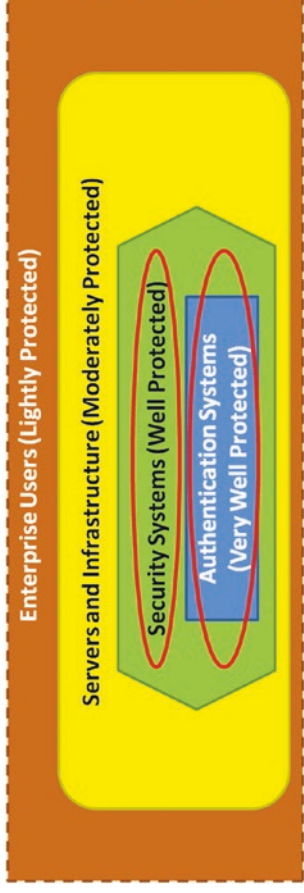 Enterprise Users (Lightly Protected)
Servers and Infrastructure (Moderately Protected)
Security Systems (Well Protected)
Authentication Systems
(Very Well Protected)